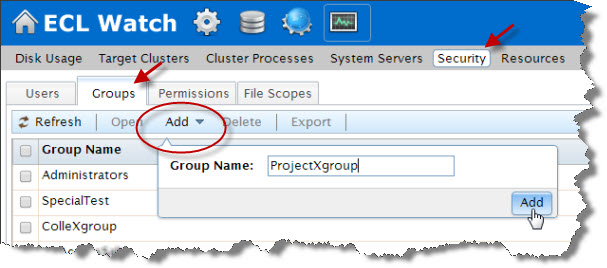 ECL Watch
Disk Usage Target Clusters Cluster Processes System Servers Security Resources
Users Groups Permissions File Scopes
Refresh Open Add Delete Export
Group Name
Group Name: ProjectXgroup
Administrators
SpecialTest
Add
ColleXgroup